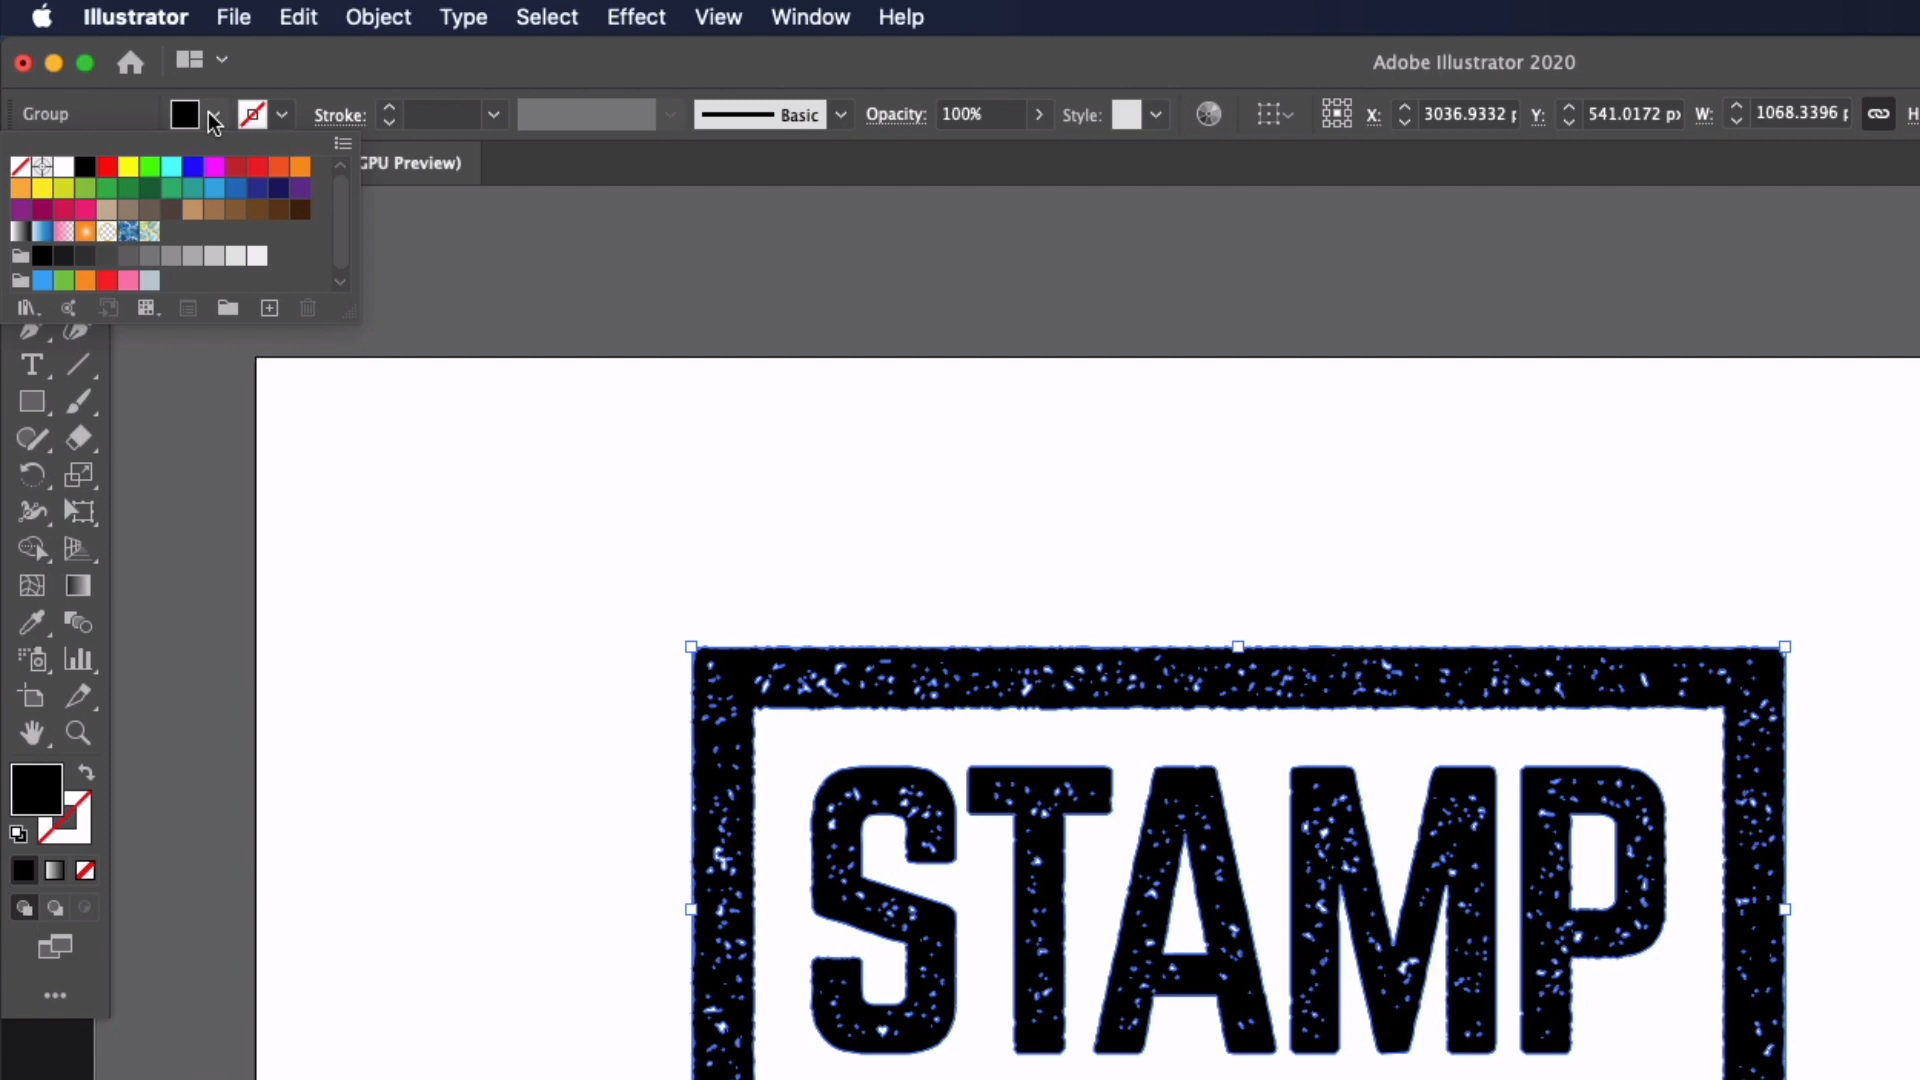 Illustrator File Edit Object Type Select Effect View Window Help
Adobe Illustrator 2020
Group Stroke: Basic Opacity: 100% Style: X: 3036.9332 Y: 541.0172 W: 1068.3396 H
GPU Preview)
STAMP